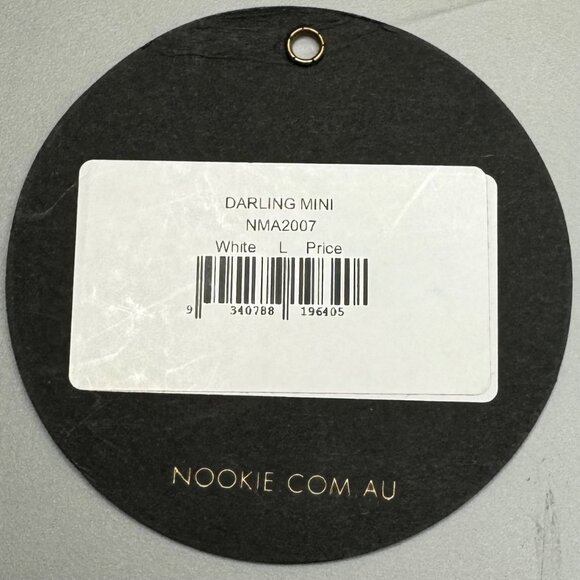 DARLING MINI
NMA2007
White L Price
9 340788 196405
NOOKIE.COM.AU